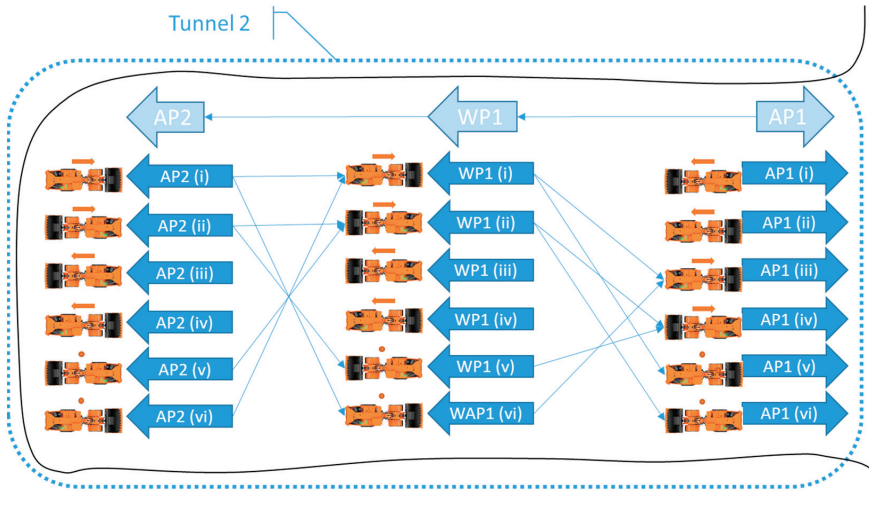 Tunnel 2
AP2 WP1 AP1
AP2 (i) WP1 (i) AP1 (i)
AP2 (ii) WP1 (ii) AP1 (ii)
AP2 (iii) WP1 (iii) AP1 (iii)
AP2 (iv) WP1 (iv) AP1 (iv)
AP2 (v) WP1 (v) AP1 (v)
AP2 (vi) WAP1 (vi) AP1 (vi)